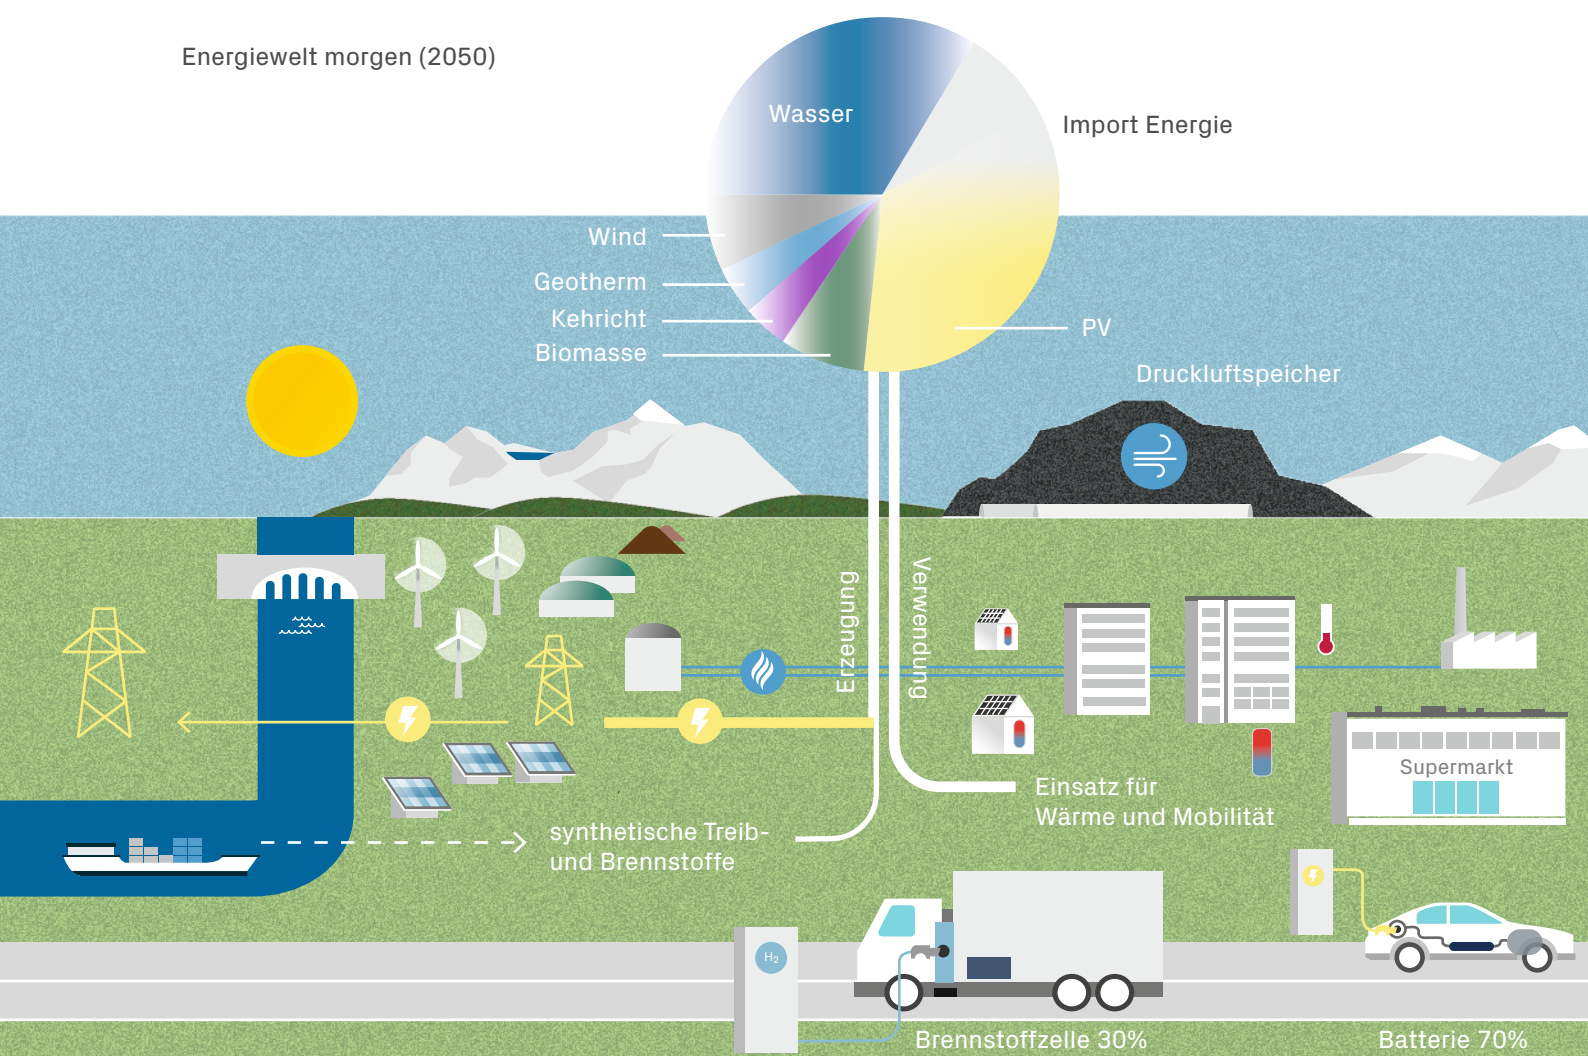 Energiewelt morgen (2050)
Wasser
Import Energie
Wind
Geotherm
Kehricht
Biomasse
PV
Druckluftspeicher
Erzeugung
Verwendung
Supermarkt
Einsatz für
Wärme und Mobilität
synthetische Treib-
und Brennstoffe
H₂
Brennstoffzelle 30%
Batterie 70%